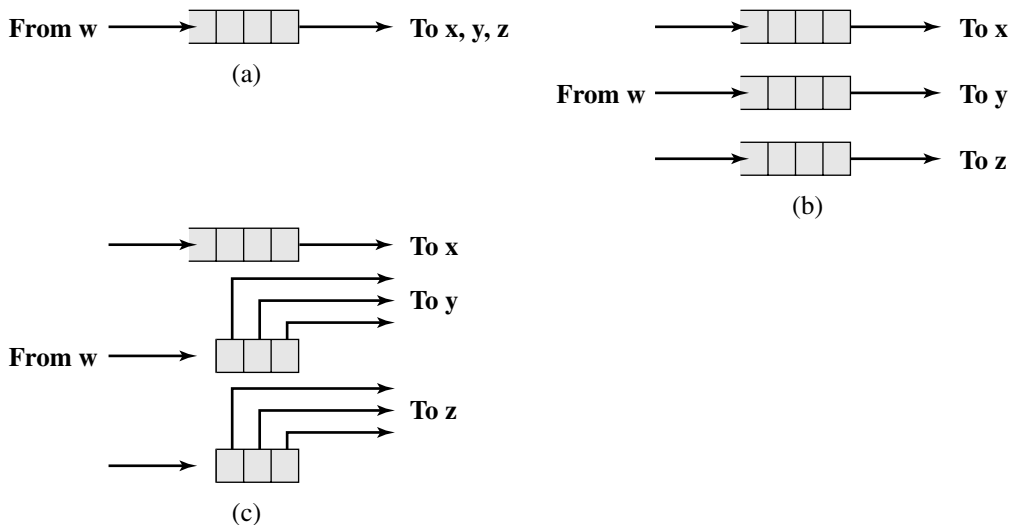 From w
To x, y, z
(a)
To x
From w
To y
To z
(b)
To x
To y
From w
To z
(c)